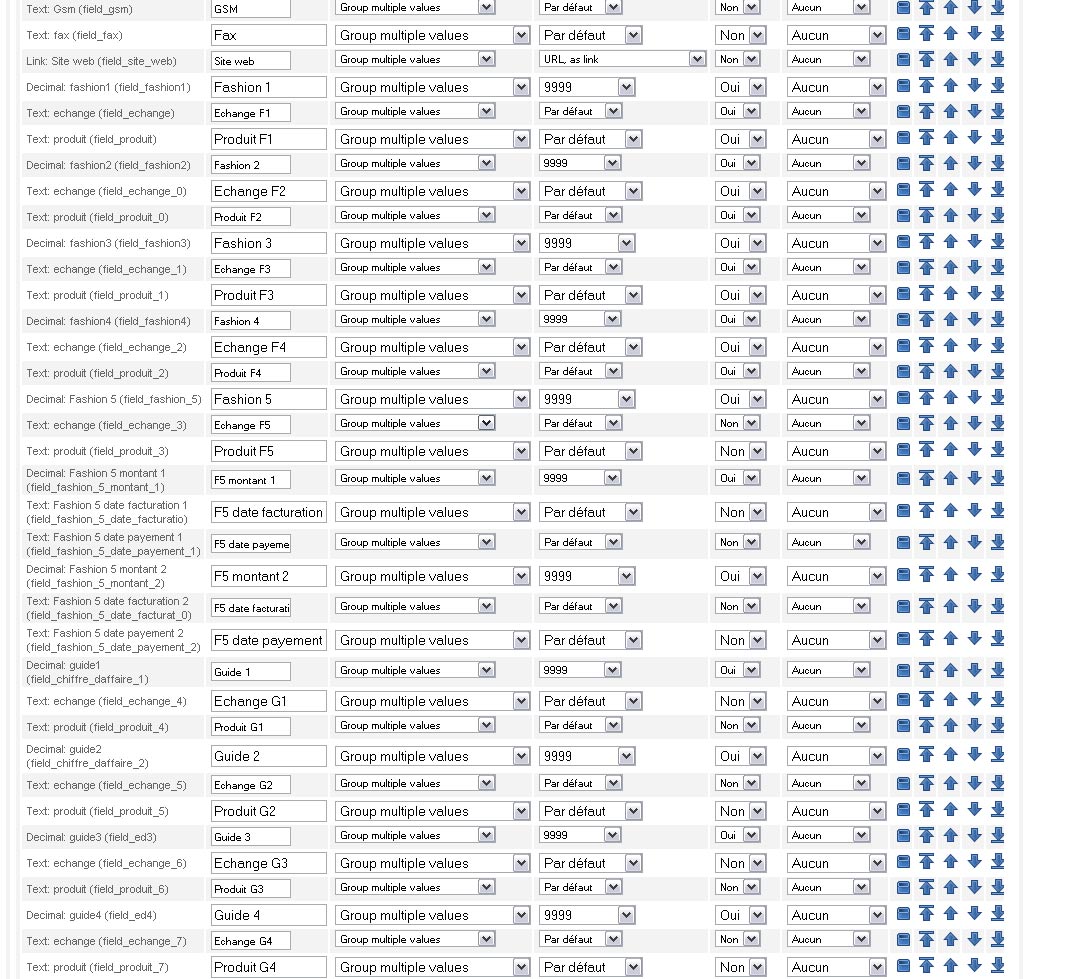 Text: Gsm (field_gsm) GSM Group multiple values Par défaut Non Aucun
Text: fax (field_fax) Fax Group multiple values Par défaut Non Aucun
Link: Site web (field_site_web) Site web Group multiple values URL, as link Non Aucun
Decimal: fashion1 (field_fashion1) Fashion 1 Group multiple values 9999 Oui Aucun
Text: echange (field_echange) Echange F1 Group multiple values Par défaut Oui Aucun
Text: produit (field_produit) Produit F1 Group multiple values Par défaut Oui Aucun
Decimal: fashion2 (field_fashion2) Fashion 2 Group multiple values 9999 Oui Aucun
Text: echange (field_echange_0) Echange F2 Group multiple values Par défaut Oui Aucun
Text: produit (field_produit_0) Produit F2 Group multiple values Par défaut Oui Aucun
Decimal: fashion3 (field_fashion3) Fashion 3 Group multiple values 9999 Oui Aucun
Text: echange (field_echange_1) Echange F3 Group multiple values Par défaut Oui Aucun
Text: produit (field_produit_1) Produit F3 Group multiple values Par défaut Oui Aucun
Decimal: fashion4 (field_fashion4) Fashion 4 Group multiple values 9999 Oui Aucun
Text: echange (field_echange_2) Echange F4 Group multiple values Par défaut Oui Aucun
Text: produit (field_produit_2) Produit F4 Group multiple values Par défaut Oui Aucun
Decimal: Fashion 5 (field_fashion_5) Fashion 5 Group multiple values 9999 Oui Aucun
Text: echange (field_echange_3) Echange F5 Group multiple values Par défaut Non Aucun
Text: produit (field_produit_3) Produit F5 Group multiple values Par défaut Non Aucun
Decimal: Fashion 5 montant 1
(field_fashion_5_montant_1) F5 montant 1 Group multiple values 9999 Oui Aucun
Text: Fashion 5 date facturation 1
(field_fashion_5_date_facturatio) F5 date facturation Group multiple values Par défaut Non Aucun
Text: Fashion 5 date payement 1
(field_fashion_5_date_payement_1) F5 date payeme Group multiple values Par défaut Non Aucun
Decimal: Fashion 5 montant 2
(field_fashion_5_montant_2) F5 montant 2 Group multiple values 9999 Oui Aucun
Text: Fashion 5 date facturation 2
(field_fashion_5_date_facturat_0) F5 date facturati Group multiple values Par défaut Non Aucun
Text: Fashion 5 date payement 2
(field_fashion_5_date_payement_2) F5 date payement Group multiple values Par défaut Non Aucun
Decimal: guide1
(field_chiffre_daffaire_1) Guide 1 Group multiple values 9999 Oui Aucun
Text: echange (field_echange_4) Echange G1 Group multiple values Par défaut Non Aucun
Text: produit (field_produit_4) Produit G1 Group multiple values Par défaut Non Aucun
Decimal: guide2
(field_chiffre_daffaire_2) Guide 2 Group multiple values 9999 Oui Aucun
Text: echange (field_echange_5) Echange G2 Group multiple values Par défaut Non Aucun
Text: produit (field_produit_5) Produit G2 Group multiple values Par défaut Non Aucun
Decimal: guide3 (field_ed3) Guide 3 Group multiple values 9999 Oui Aucun
Text: echange (field_echange_6) Echange G3 Group multiple values Par défaut Non Aucun
Text: produit (field_produit_6) Produit G3 Group multiple values Par défaut Non Aucun
Decimal: guide4 (field_ed4) Guide 4 Group multiple values 9999 Oui Aucun
Text: echange (field_echange_7) Echange G4 Group multiple values Par défaut Non Aucun
Text: produit (field_produit_7) Produit G4 Group multiple values Par défaut Non Aucun